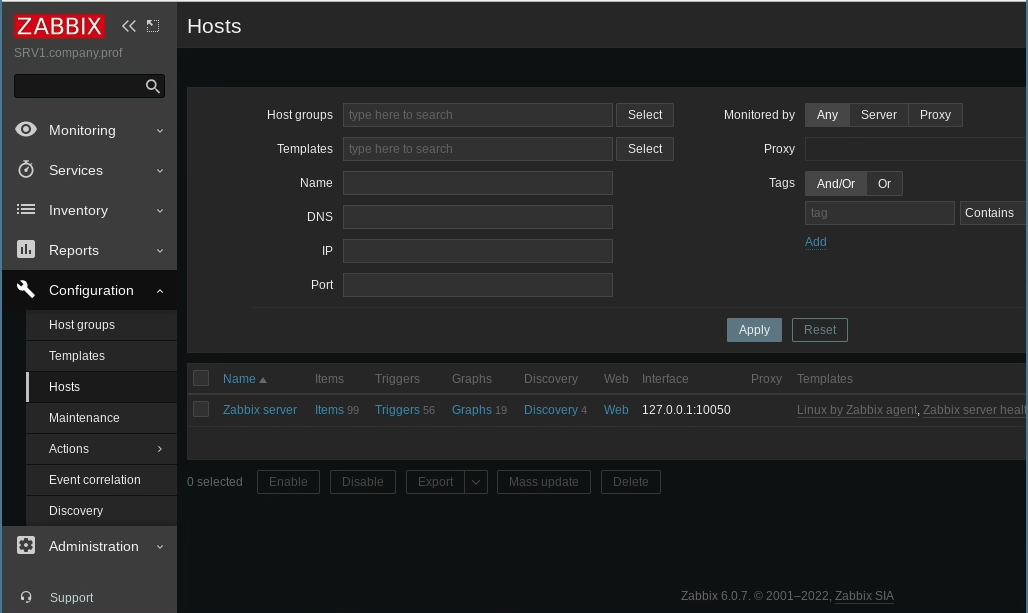 ZABBIX
SRV1.company.prof
Monitoring
Services
Inventory
Reports
Configuration
Host groups
Templates
Hosts
Maintenance
Actions
Event correlation
Discovery
Administration
Support
Hosts
Host groups type here to search Select
Templates type here to search Select
Name
DNS
IP
Port
Monitored by Any Server Proxy
Proxy
Tags And/Or Or
tag Contains
Add
Apply Reset
Name Items Triggers Graphs Discovery Web Interface Proxy Templates
Zabbix server Items 99 Triggers 56 Graphs 19 Discovery 4 Web 127.0.0.1:10050 Linux by Zabbix agent, Zabbix server
0 selected Enable Disable Export Mass update Delete
Zabbix 6.0.7. © 2001–2022, Zabbix SIA